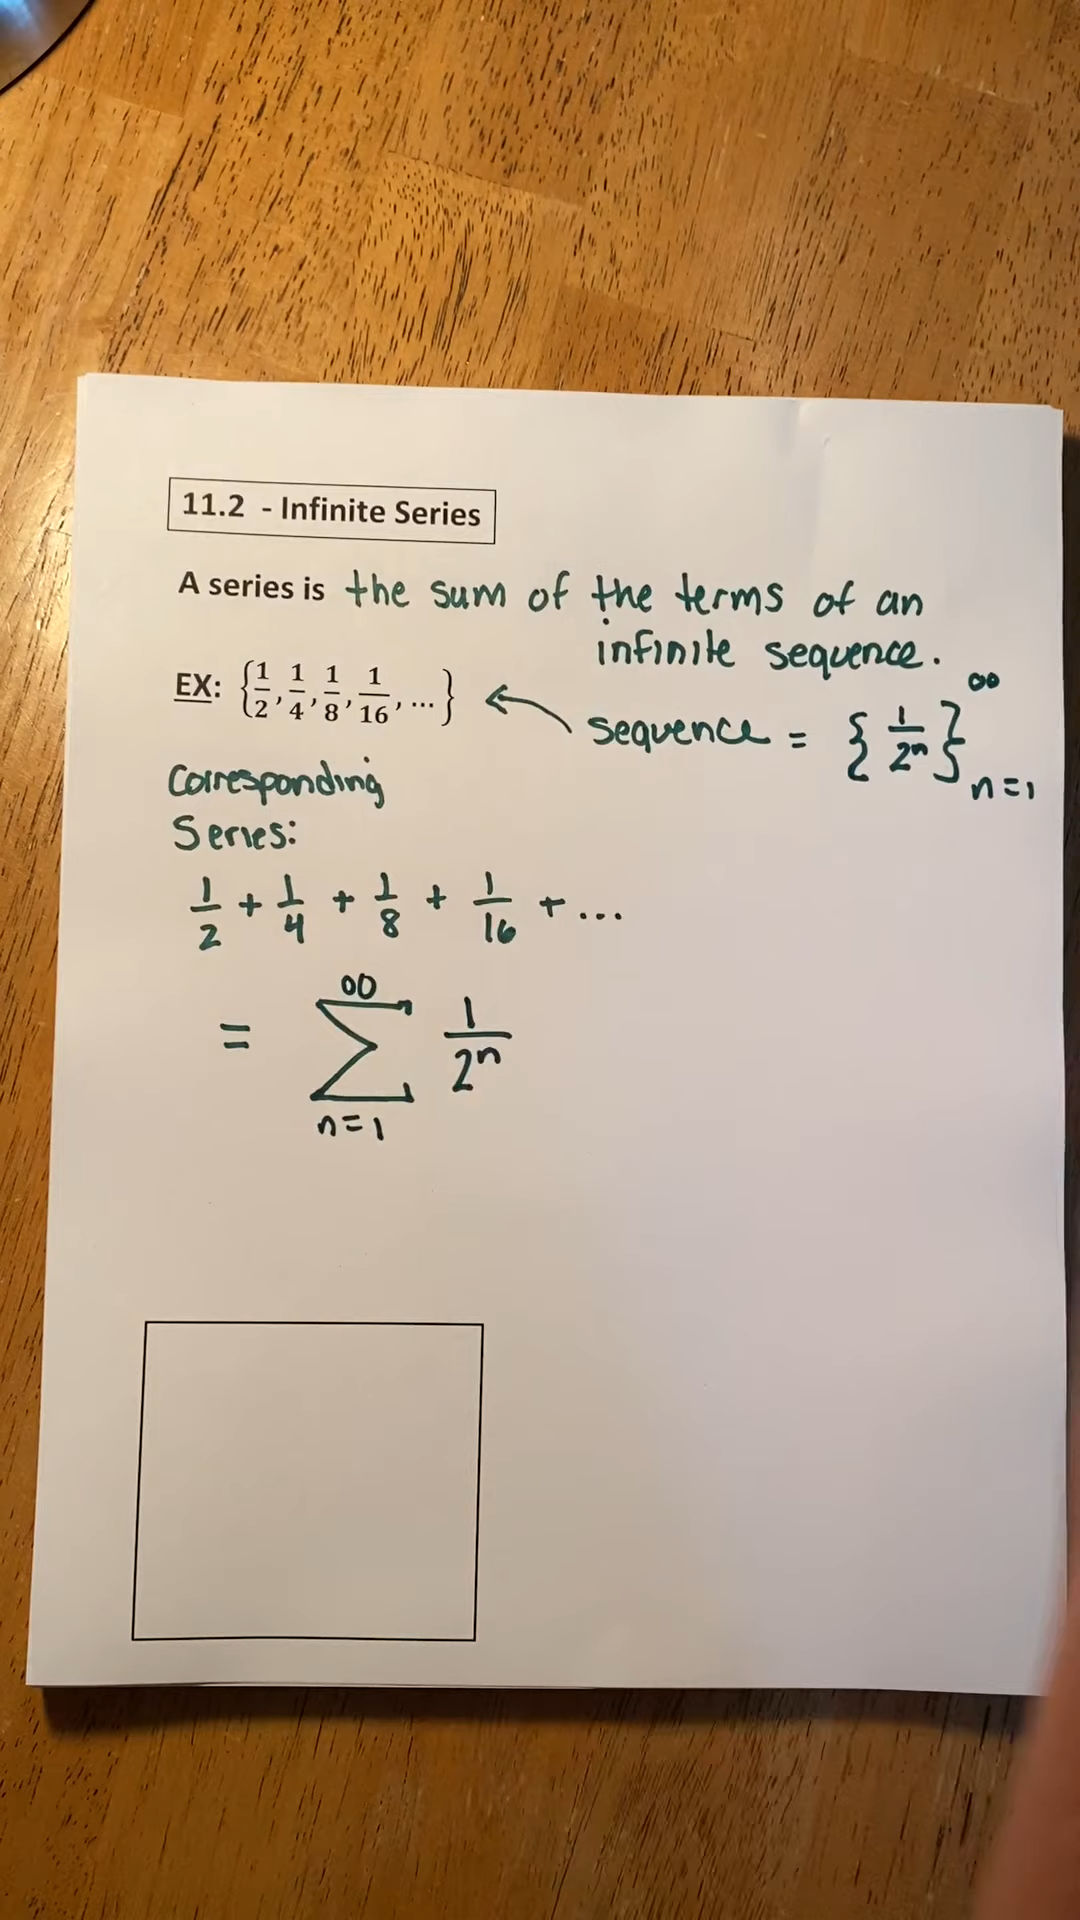 11.2 - Infinite Series
A series is the sum of the terms of an
infinite sequence.
EX: {1/2, 1/4, 1/8, 1/16, ...} ← sequence = {1/2ⁿ}^∞_{n=1}
Corresponding
Series:
1/2 + 1/4 + 1/8 + 1/16 + ...
= ∑^∞_{n=1} 1/2ⁿ